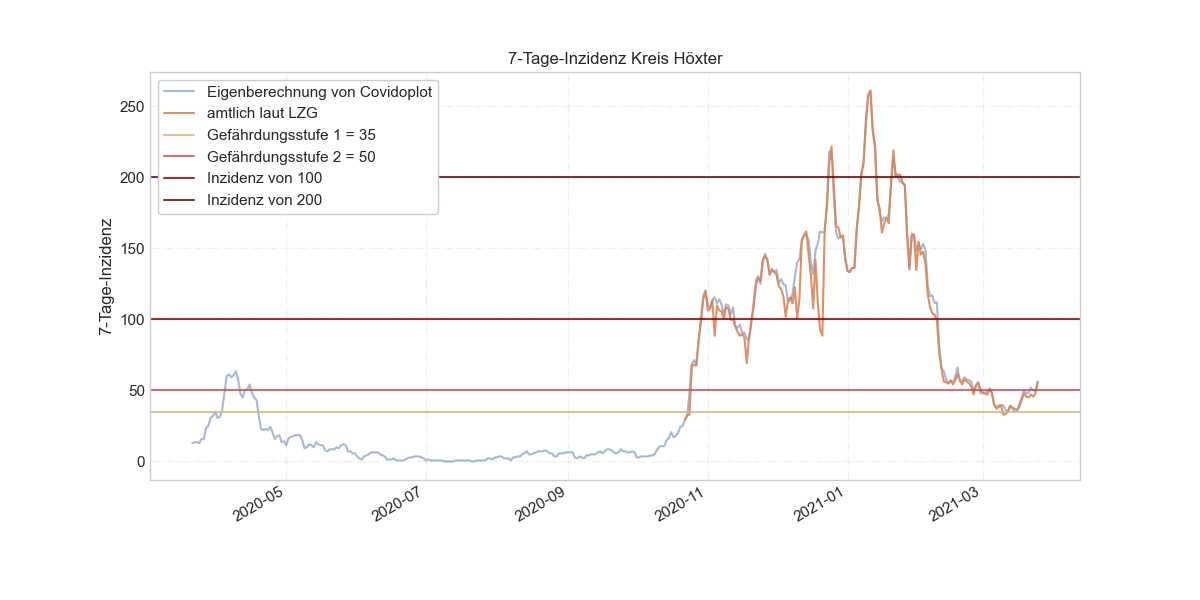 7-Tage-Inzidenz Kreis Höxter
Eigenberechnung von Covidoplot
amtlich laut LZG
Gefährdungsstufe 1 = 35
Gefährdungsstufe 2 = 50
Inzidenz von 100
Inzidenz von 200
7-Tage-Inzidenz
250
200
150
100
50
0
2020-05
2020-07
2020-09
2020-11
2021-01
2021-03